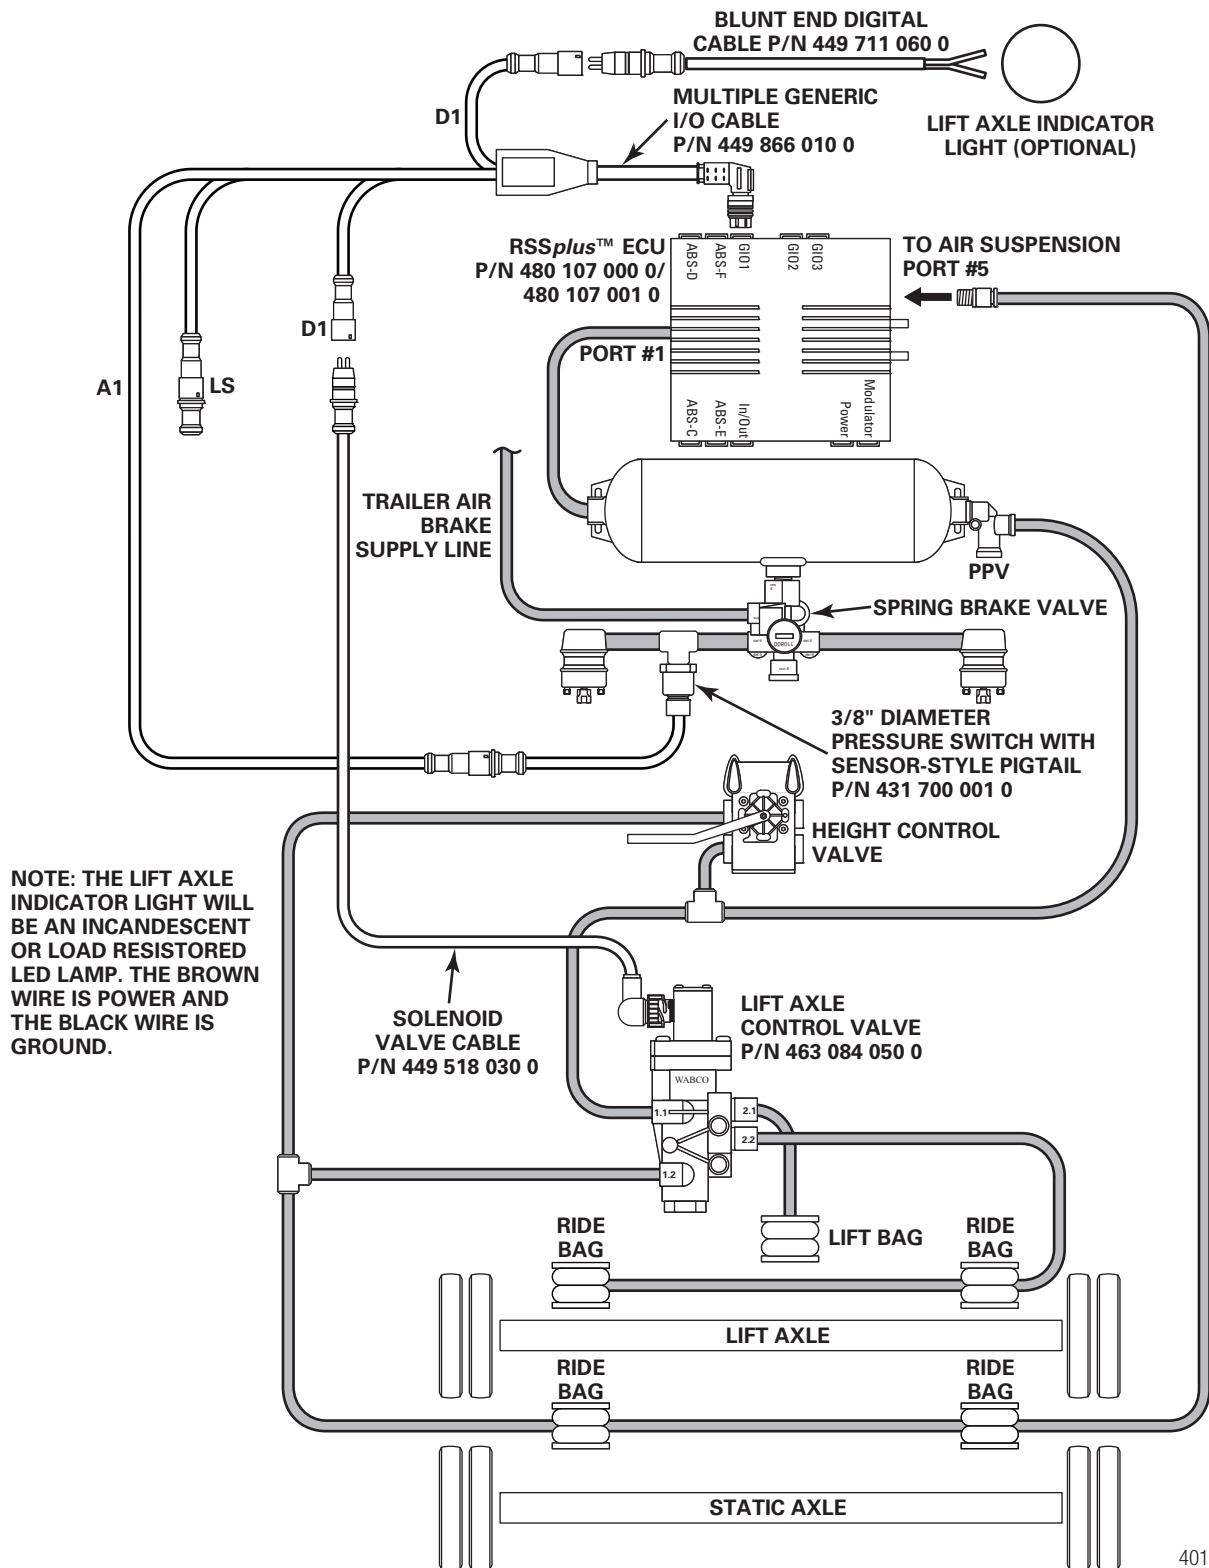 BLUNT END DIGITAL
CABLE P/N 449 711 060 0
D1
MULTIPLE GENERIC
I/O CABLE
P/N 449 866 010 0
LIFT AXLE INDICATOR
LIGHT (OPTIONAL)
RSSplus™ ECU
P/N 480 107 000 0/
480 107 001 0
ABS-D
ABS-F
GIO1
GIO2
GIO3
TO AIR SUSPENSION
PORT #5
D1
PORT #1
A1
LS
ABS-C
ABS-E
In/Out
Power
Modulator
TRAILER AIR
BRAKE
SUPPLY LINE
PPV
SPRING BRAKE VALVE
110800
3/8" DIAMETER
PRESSURE SWITCH WITH
SENSOR-STYLE PIGTAIL
P/N 431 700 001 0
HEIGHT CONTROL
VALVE
NOTE: THE LIFT AXLE
INDICATOR LIGHT WILL
BE AN INCANDESCENT
OR LOAD RESISTORED
LED LAMP. THE BROWN
WIRE IS POWER AND
THE BLACK WIRE IS
GROUND.
SOLENOID
VALVE CABLE
P/N 449 518 030 0
LIFT AXLE
CONTROL VALVE
P/N 463 084 050 0
WABCO
1.1
2.1
2.2
1.2
RIDE
BAG
LIFT BAG
RIDE
BAG
LIFT AXLE
RIDE
BAG
RIDE
BAG
STATIC AXLE
401